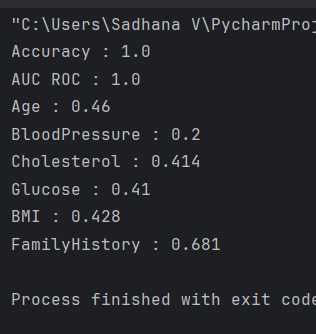 "C:\Users\Sadhana V\PycharmProj
Accuracy : 1.0
AUC ROC : 1.0
Age : 0.46
BloodPressure : 0.2
Cholesterol : 0.414
Glucose : 0.41
BMI : 0.428
FamilyHistory : 0.681
Process finished with exit code